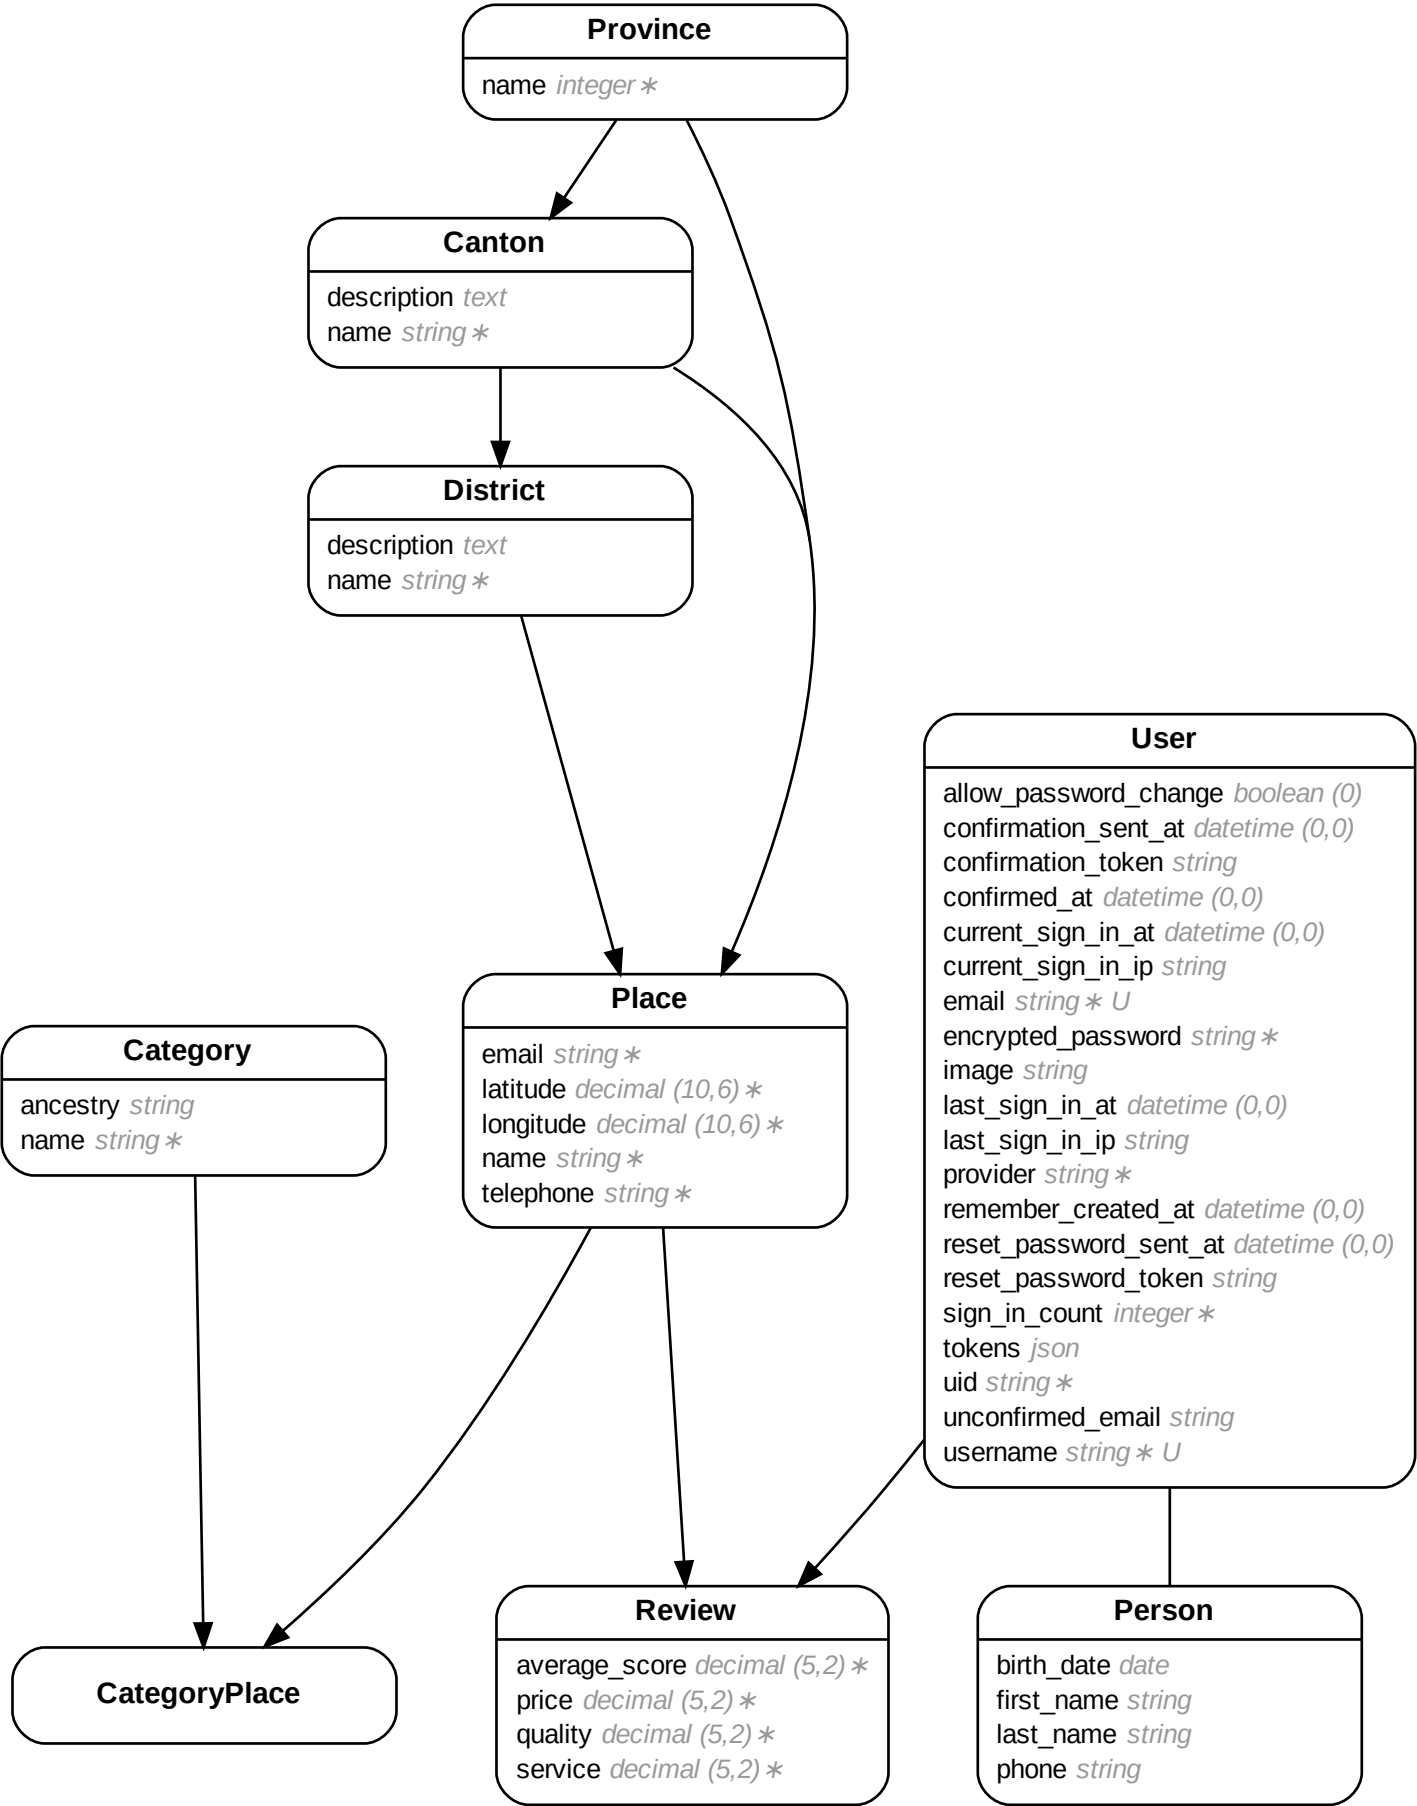 Province
name integer ∗
Canton
description text
name string ∗
District
description text
name string ∗
User
allow_password_change boolean (0)
confirmation_sent_at datetime (0,0)
confirmation_token string
confirmed_at datetime (0,0)
current_sign_in_at datetime (0,0)
current_sign_in_ip string
email string ∗ U
encrypted_password string ∗
image string
last_sign_in_at datetime (0,0)
last_sign_in_ip string
provider string ∗
remember_created_at datetime (0,0)
reset_password_sent_at datetime (0,0)
reset_password_token string
sign_in_count integer ∗
tokens json
uid string ∗
unconfirmed_email string
username string ∗ U
Place
email string ∗
latitude decimal (10,6) ∗
longitude decimal (10,6) ∗
name string ∗
telephone string ∗
Category
ancestry string
name string ∗
CategoryPlace
Review
average_score decimal (5,2) ∗
price decimal (5,2) ∗
quality decimal (5,2) ∗
service decimal (5,2) ∗
Person
birth_date date
first_name string
last_name string
phone string